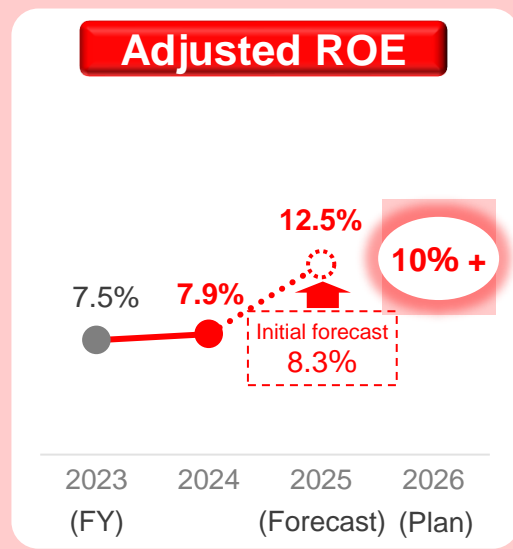 Adjusted ROE
12.5%
10% +
7.5%
7.9%
Initial forecast
8.3%
2023 2024 2025 2026
(FY) (Forecast) (Plan)